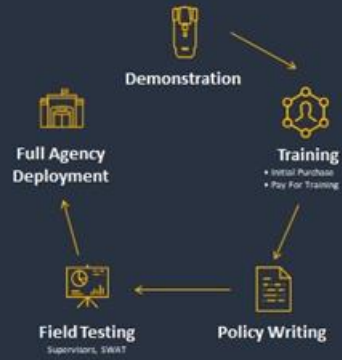 Demonstration
Training
• Initial Purchase
• Pay For Training
Policy Writing
Field Testing
Supervisors, SWAT
Full Agency
Deployment